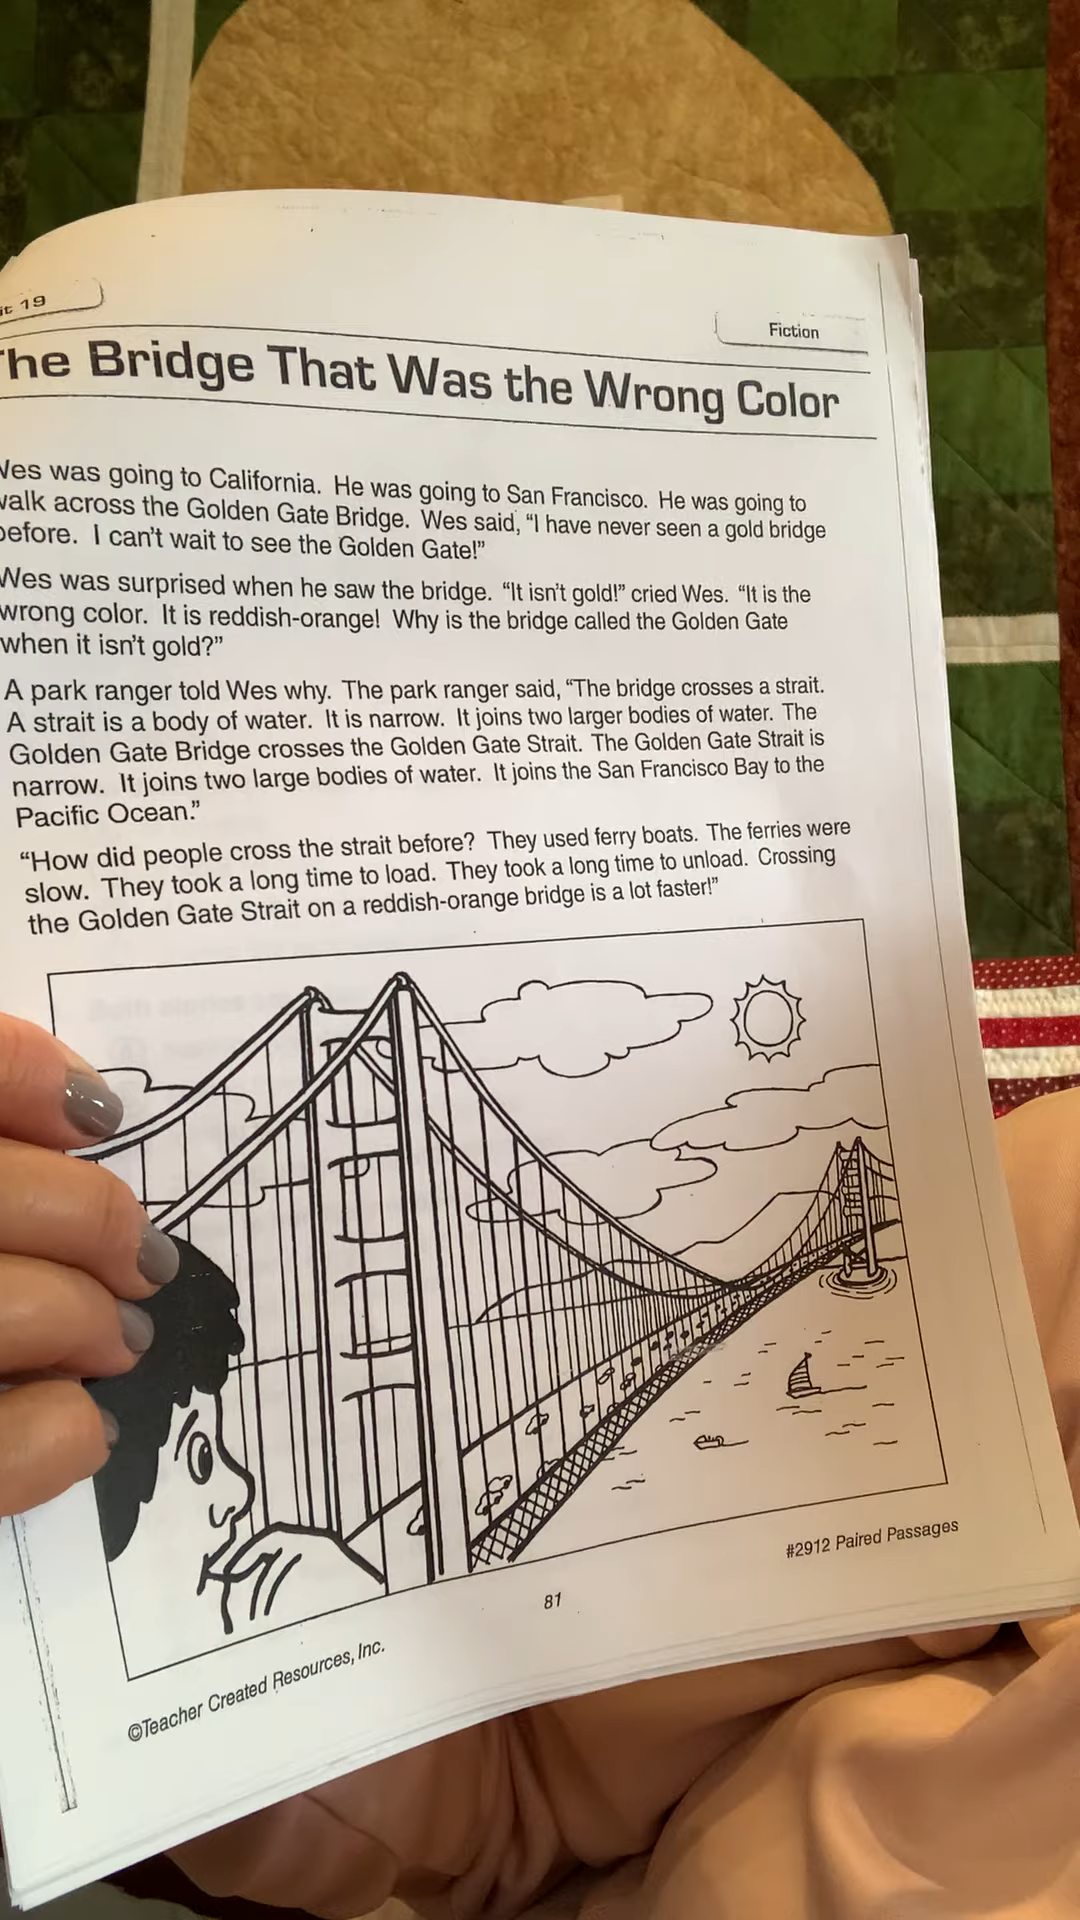 it 19
Fiction
The Bridge That Was the Wrong Color
Wes was going to California. He was going to San Francisco. He was going to
walk across the Golden Gate Bridge. Wes said, “I have never seen a gold bridge
before. I can’t wait to see the Golden Gate!”
Wes was surprised when he saw the bridge. “It isn’t gold!” cried Wes. “It is the
wrong color. It is reddish-orange! Why is the bridge called the Golden Gate
when it isn’t gold?”
A park ranger told Wes why. The park ranger said, “The bridge crosses a strait.
A strait is a body of water. It is narrow. It joins two larger bodies of water. The
Golden Gate Bridge crosses the Golden Gate Strait. The Golden Gate Strait is
narrow. It joins two large bodies of water. It joins the San Francisco Bay to the
Pacific Ocean.”
“How did people cross the strait before? They used ferry boats. The ferries were
slow. They took a long time to load. They took a long time to unload. Crossing
the Golden Gate Strait on a reddish-orange bridge is a lot faster!”
©Teacher Created Resources, Inc.
81
#2912 Paired Passages